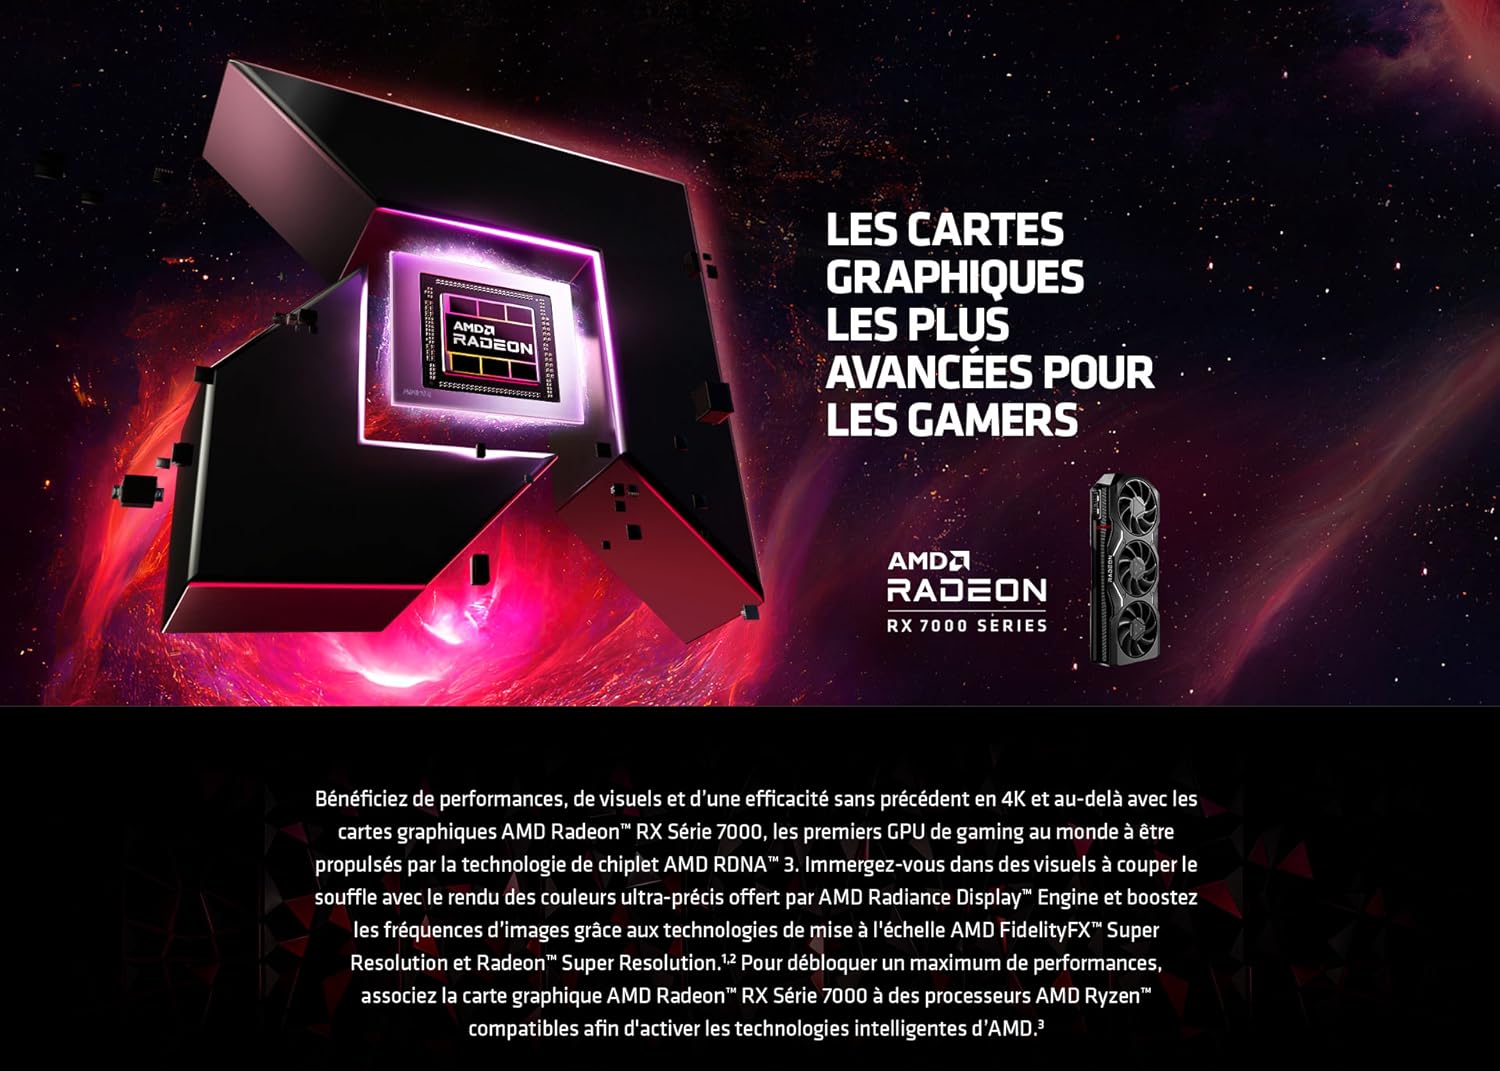 AMD
RADEON
LES CARTES
GRAPHIQUES
LES PLUS
AVANCÉES POUR
LES GAMERS
AMD
RADEON
RX 7000 SERIES
RADEON
Bénéficiez de performances, de visuels et d’une efficacité sans précédent en 4K et au-delà avec les
cartes graphiques AMD Radeon™ RX Série 7000, les premiers GPU de gaming au monde à être
propulsés par la technologie de chiplet AMD RDNA™ 3. Immergez-vous dans des visuels à couper le
souffle avec le rendu des couleurs ultra-précis offert par AMD Radiance Display™ Engine et boostez
les fréquences d’images grâce aux technologies de mise à l'échelle AMD FidelityFX™ Super
Resolution et Radeon™ Super Resolution.¹,² Pour débloquer un maximum de performances,
associez la carte graphique AMD Radeon™ RX Série 7000 à des processeurs AMD Ryzen™
compatibles afin d'activer les technologies intelligentes d’AMD.³